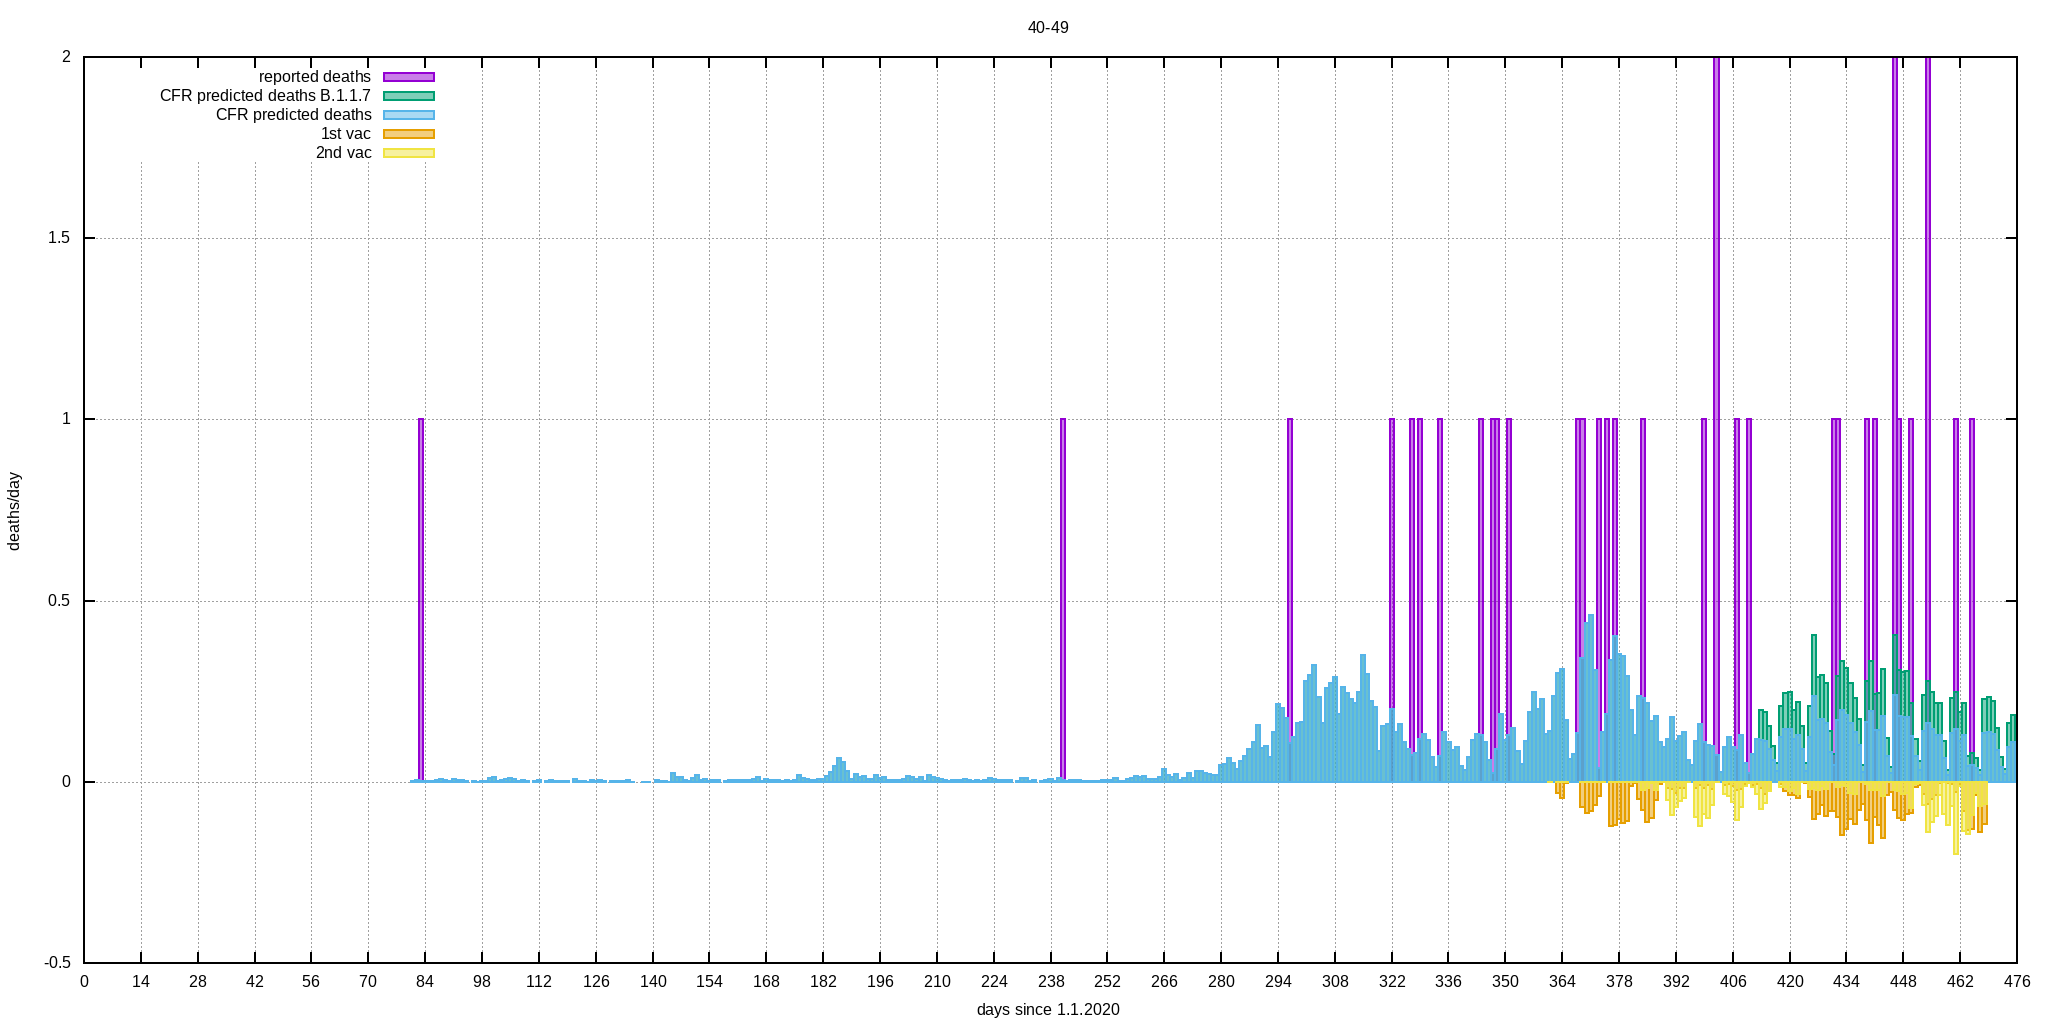 40-49
2
reported deaths
CFR predicted deaths B.1.1.7
CFR predicted deaths
1st vac
2nd vac
1.5
1
0.5
0
-0.5
deaths/day
0 14 28 42 56 70 84 98 112 126 140 154 168 182 196 210 224 238 252 266 280 294 308 322 336 350 364 378 392 406 420 434 448 462 476
days since 1.1.2020